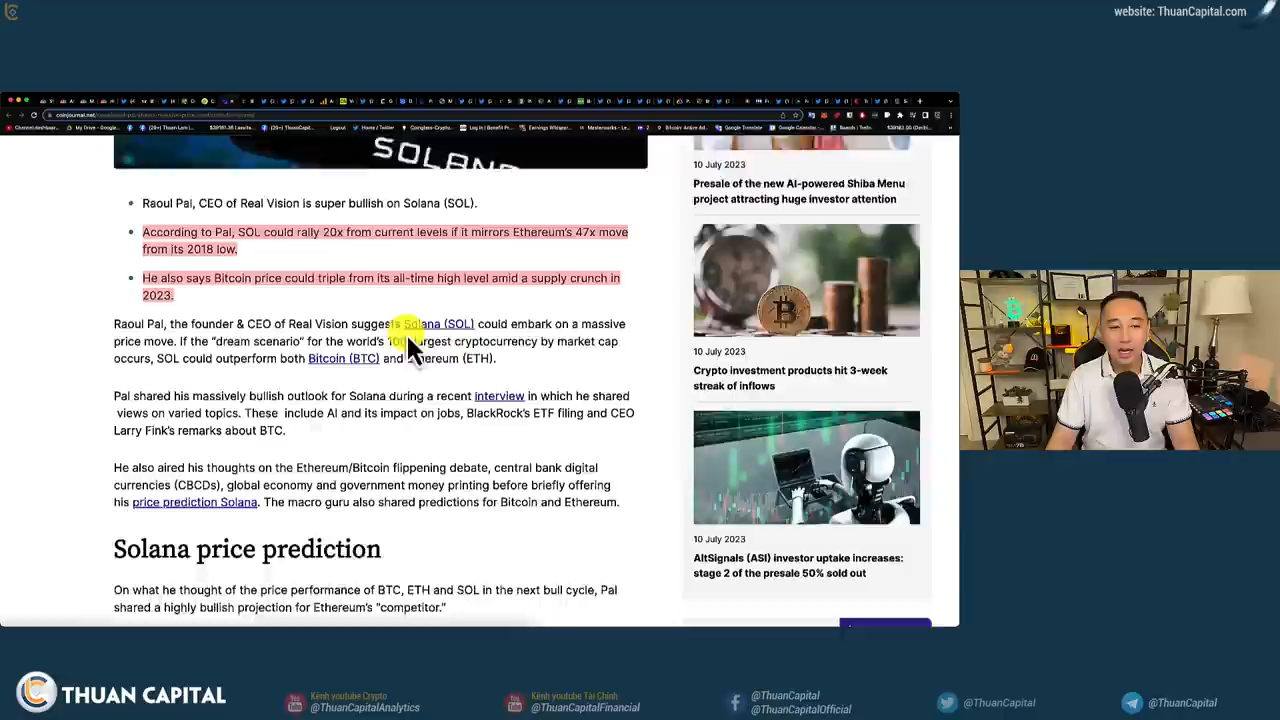 website: ThuanCapital.com
SOLANA
Raoul Pal, CEO of Real Vision is super bullish on Solana (SOL).
According to Pal, SOL could rally 20x from current levels if it mirrors Ethereum's 47x move
from its 2018 low.
He also says Bitcoin price could triple from its all-time high level amid a supply crunch in
2023.
Raoul Pal, the founder & CEO of Real Vision suggests Solana (SOL) could embark on a massive
price move. If the "dream scenario" for the world's largest cryptocurrency by market cap
occurs, SOL could outperform both Bitcoin (BTC) and Ethereum (ETH).
Pal shared his massively bullish outlook for Solana during a recent interview in which he shared
views on varied topics. These include AI and its impact on jobs, BlackRock's ETF filing and CEO
Larry Fink's remarks about BTC.
He also aired his thoughts on the Ethereum/Bitcoin flippening debate, central bank digital
currencies (CBCDs), global economy and government money printing before briefly offering
his price prediction Solana. The macro guru also shared predictions for Bitcoin and Ethereum.
Solana price prediction
On what he thought of the price performance of BTC, ETH and SOL in the next bull cycle, Pal
shared a highly bullish projection for Ethereum's "competitor."
10 July 2023
Presale of the new AI-powered Shiba Menu
project attracting huge investor attention
10 July 2023
Crypto investment products hit 3-week
streak of inflows
10 July 2023
AltSignals (ASI) investor uptake increases:
stage 2 of the presale 50% sold out
THUAN CAPITAL
Kênh youtube Crypto
@ThuanCapitalAnalytics
Kênh youtube Tài Chính
@ThuanCapitalFinancial
@ThuanCapital
@ThuanCapitalOfficial
@ThuanCapital
@ThuanCapital